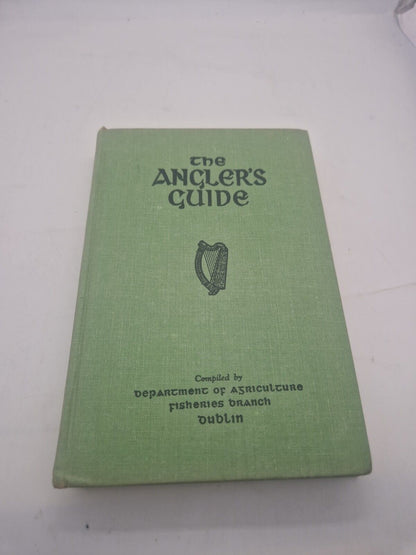 The
ANGLER'S
GUIDE
Compiled by
Department of Agriculture
Fisheries Branch
Dublin